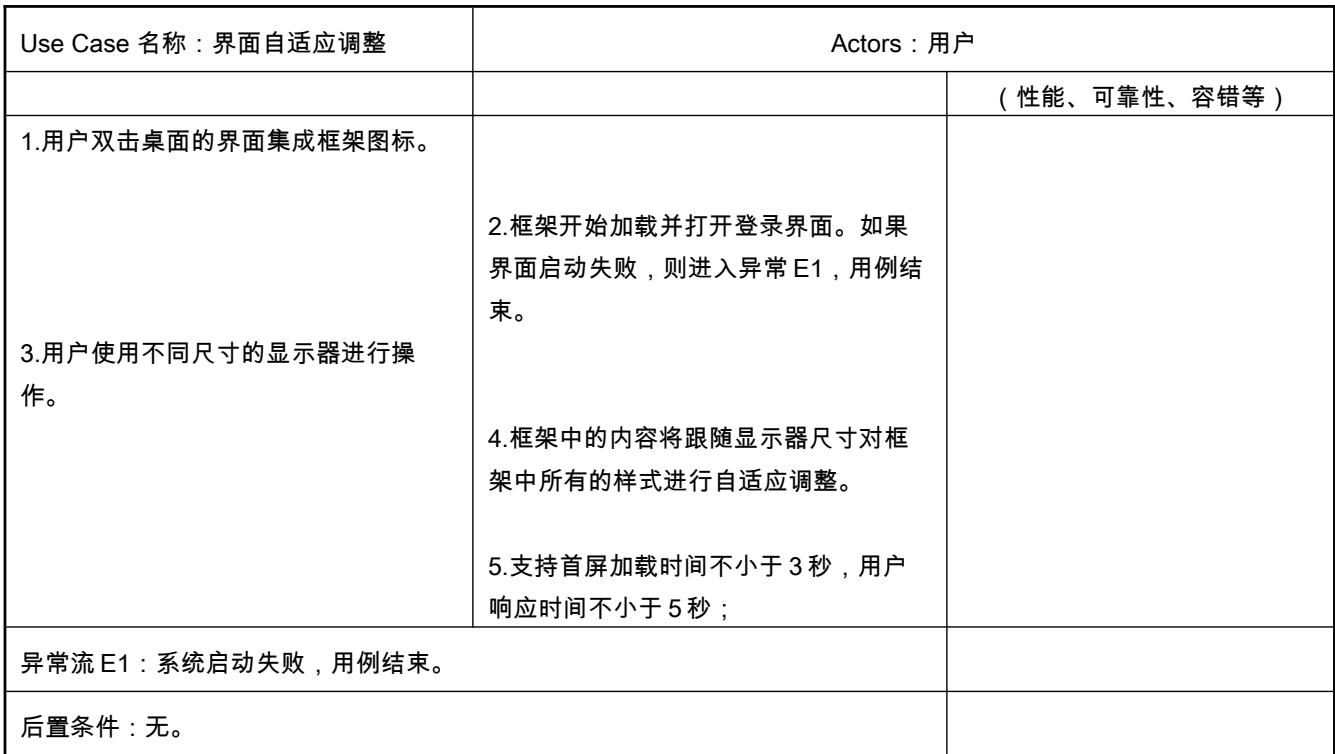 Use Case 名称：界面自适应调整
Actors：用户
（性能、可靠性、容错等）
1.用户双击桌面的界面集成框架图标。
2.框架开始加载并打开登录界面。如果
界面启动失败，则进入异常 E1，用例结
束。
3.用户使用不同尺寸的显示器进行操
作。
4.框架中的内容将跟随显示器尺寸对框
架中所有的样式进行自适应调整。
5.支持首屏加载时间不小于 3 秒，用户
响应时间不小于 5 秒；
异常流 E1：系统启动失败，用例结束。
后置条件：无。